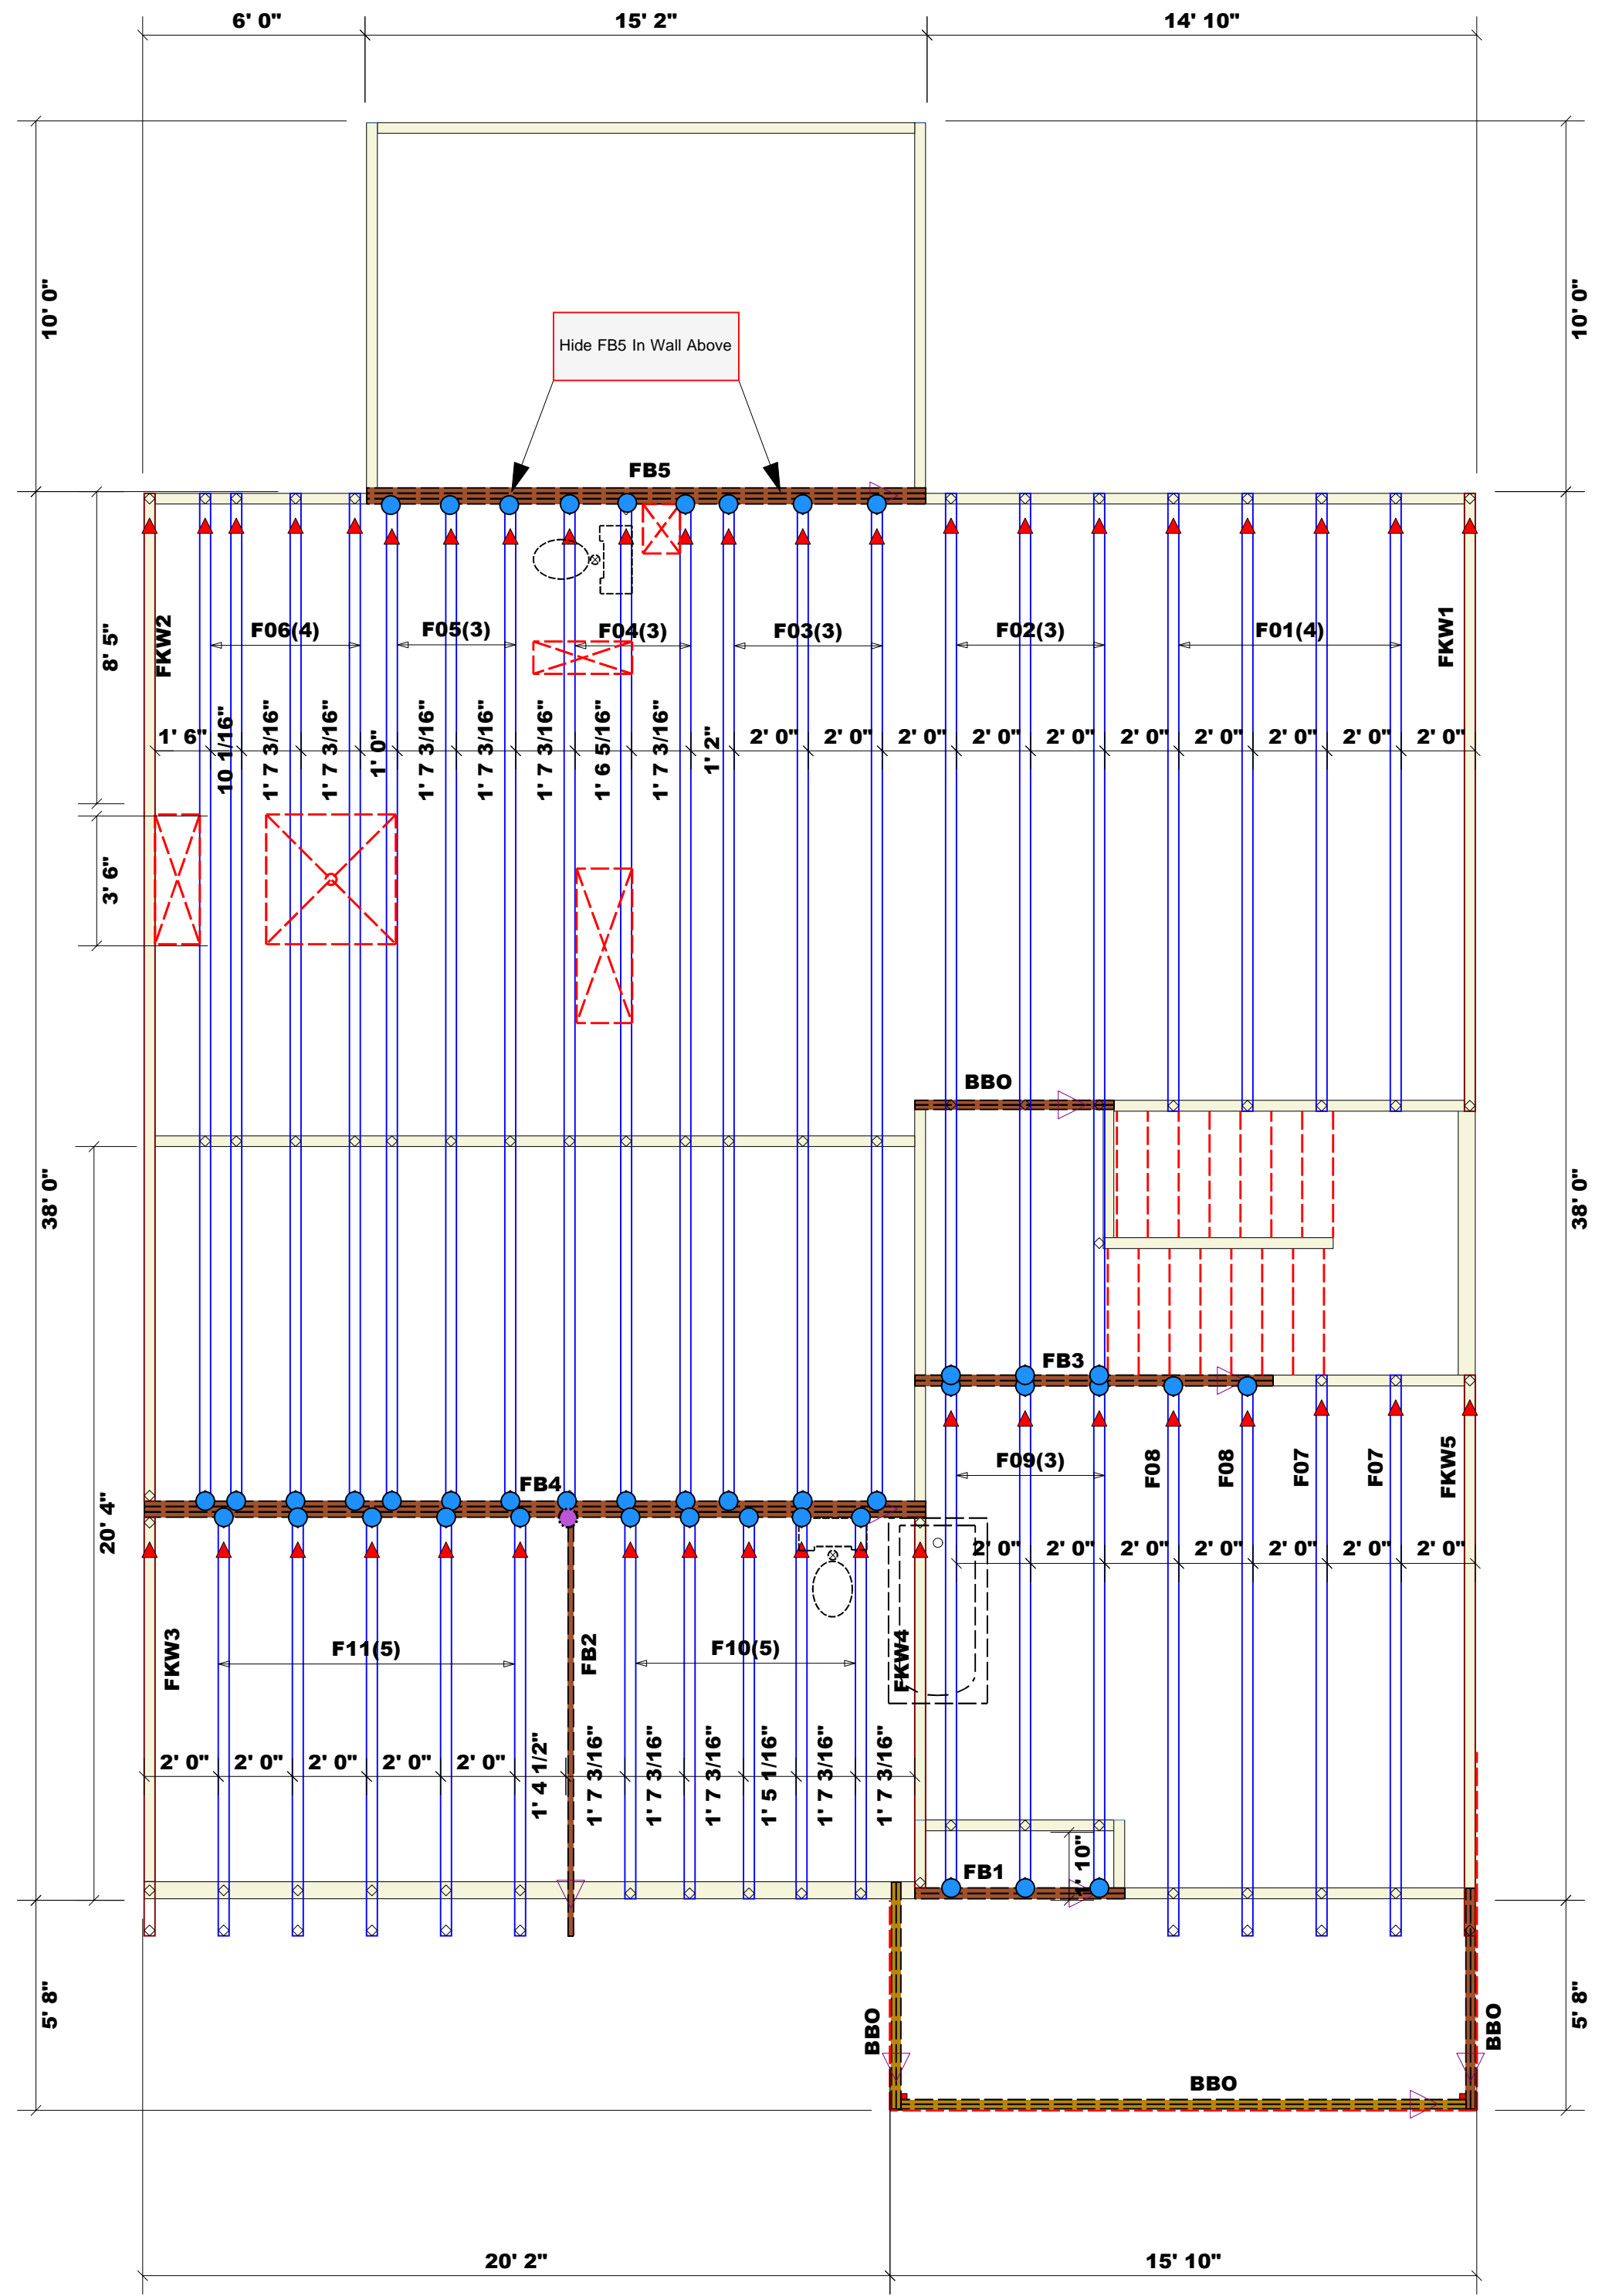 6' 0" 15' 2" 14' 10"
10' 0" 10' 0"
Hide FB5 In Wall Above
FB5
8' 5" FKW2 F06(4) F05(3) F04(3) F03(3) F02(3) F01(4) FKW1
1' 6" 10 1/16" 1' 7 3/16" 1' 7 3/16" 1' 0" 1' 7 3/16" 1' 7 3/16" 1' 7 3/16" 1' 6 5/16" 1' 7 3/16" 1' 2" 2' 0" 2' 0" 2' 0" 2' 0" 2' 0" 2' 0" 2' 0" 2' 0" 2' 0" 2' 0"
3' 6"
BBO
38' 0" 38' 0"
FB3
F09(3) F08 F08 F07 F07 FKW5
FB4
20' 4"
2' 0" 2' 0" 2' 0" 2' 0" 2' 0" 2' 0" 2' 0"
FKW3 F11(5) FB2 F10(5) FKW4
2' 0" 2' 0" 2' 0" 2' 0" 2' 0" 1' 4 1/2" 1' 7 3/16" 1' 7 3/16" 1' 7 3/16" 1' 5 1/16" 1' 7 3/16" 1' 7 3/16"
FB1 1' 10"
5' 8" BBO BBO 5' 8"
BBO
20' 2" 15' 10"